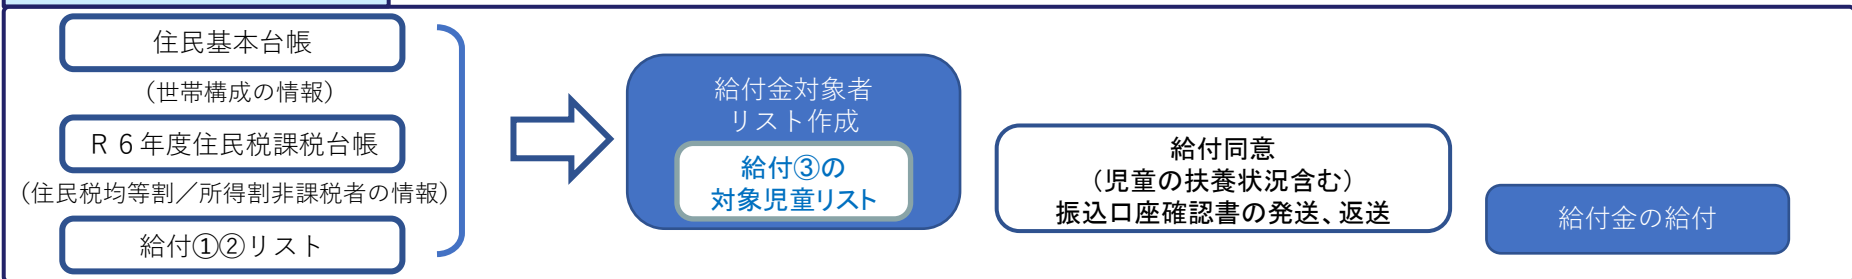 住民基本台帳
（世帯構成の情報）
Ｒ６年度住民税課税台帳
（住民税均等割／所得割非課税者の情報）
給付①②リスト
給付金対象者
リスト作成
給付③の
対象児童リスト
給付同意
（児童の扶養状況含む）
振込口座確認書の発送、返送
給付金の給付